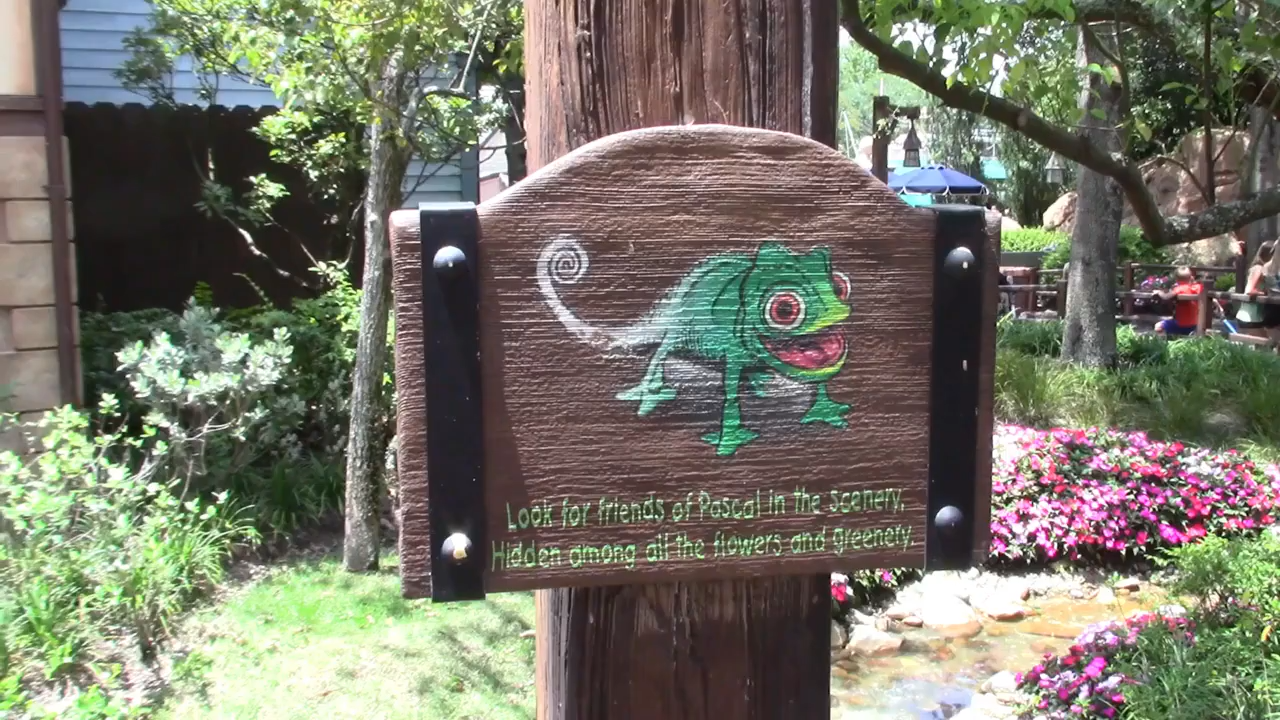 Look for friends of Pascal in the scenery,
Hidden among all the flowers and greenery.